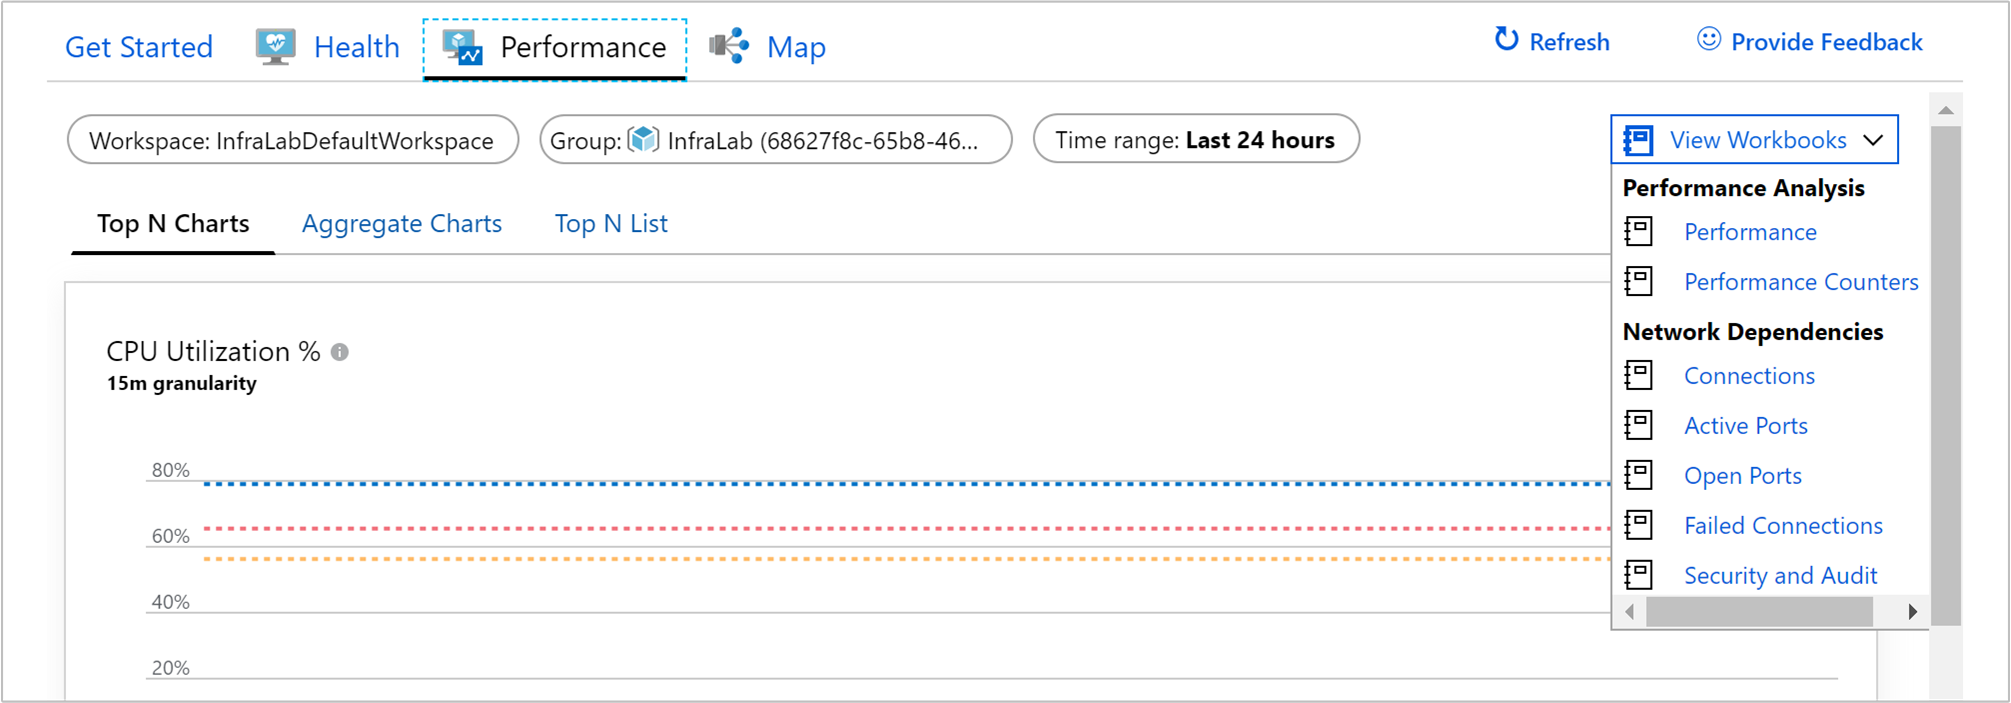 Get Started
Health
Performance
Map
Refresh
Provide Feedback
Workspace: InfraLabDefaultWorkspace
Group: InfraLab (68627f8c-65b8-46...
Time range: Last 24 hours
View Workbooks
Performance Analysis
Performance
Performance Counters
Network Dependencies
Connections
Active Ports
Open Ports
Failed Connections
Security and Audit
Top N Charts
Aggregate Charts
Top N List
CPU Utilization %
15m granularity
80%
60%
40%
20%